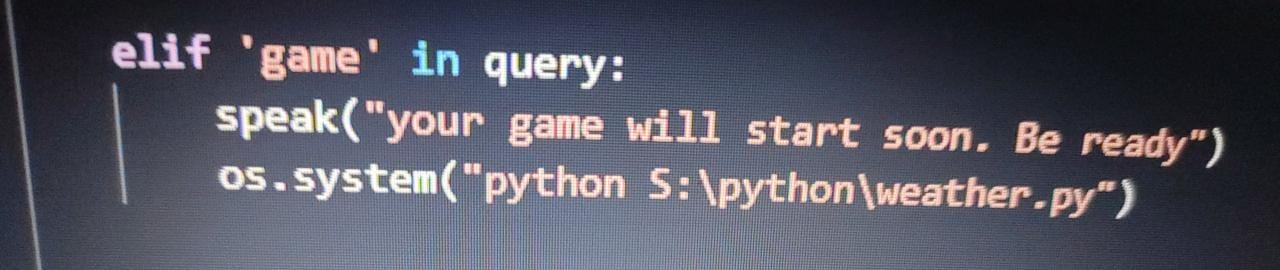 elif 'game' in query:
speak("your game will start soon. Be ready")
os.system("python S:\python\weather.py")